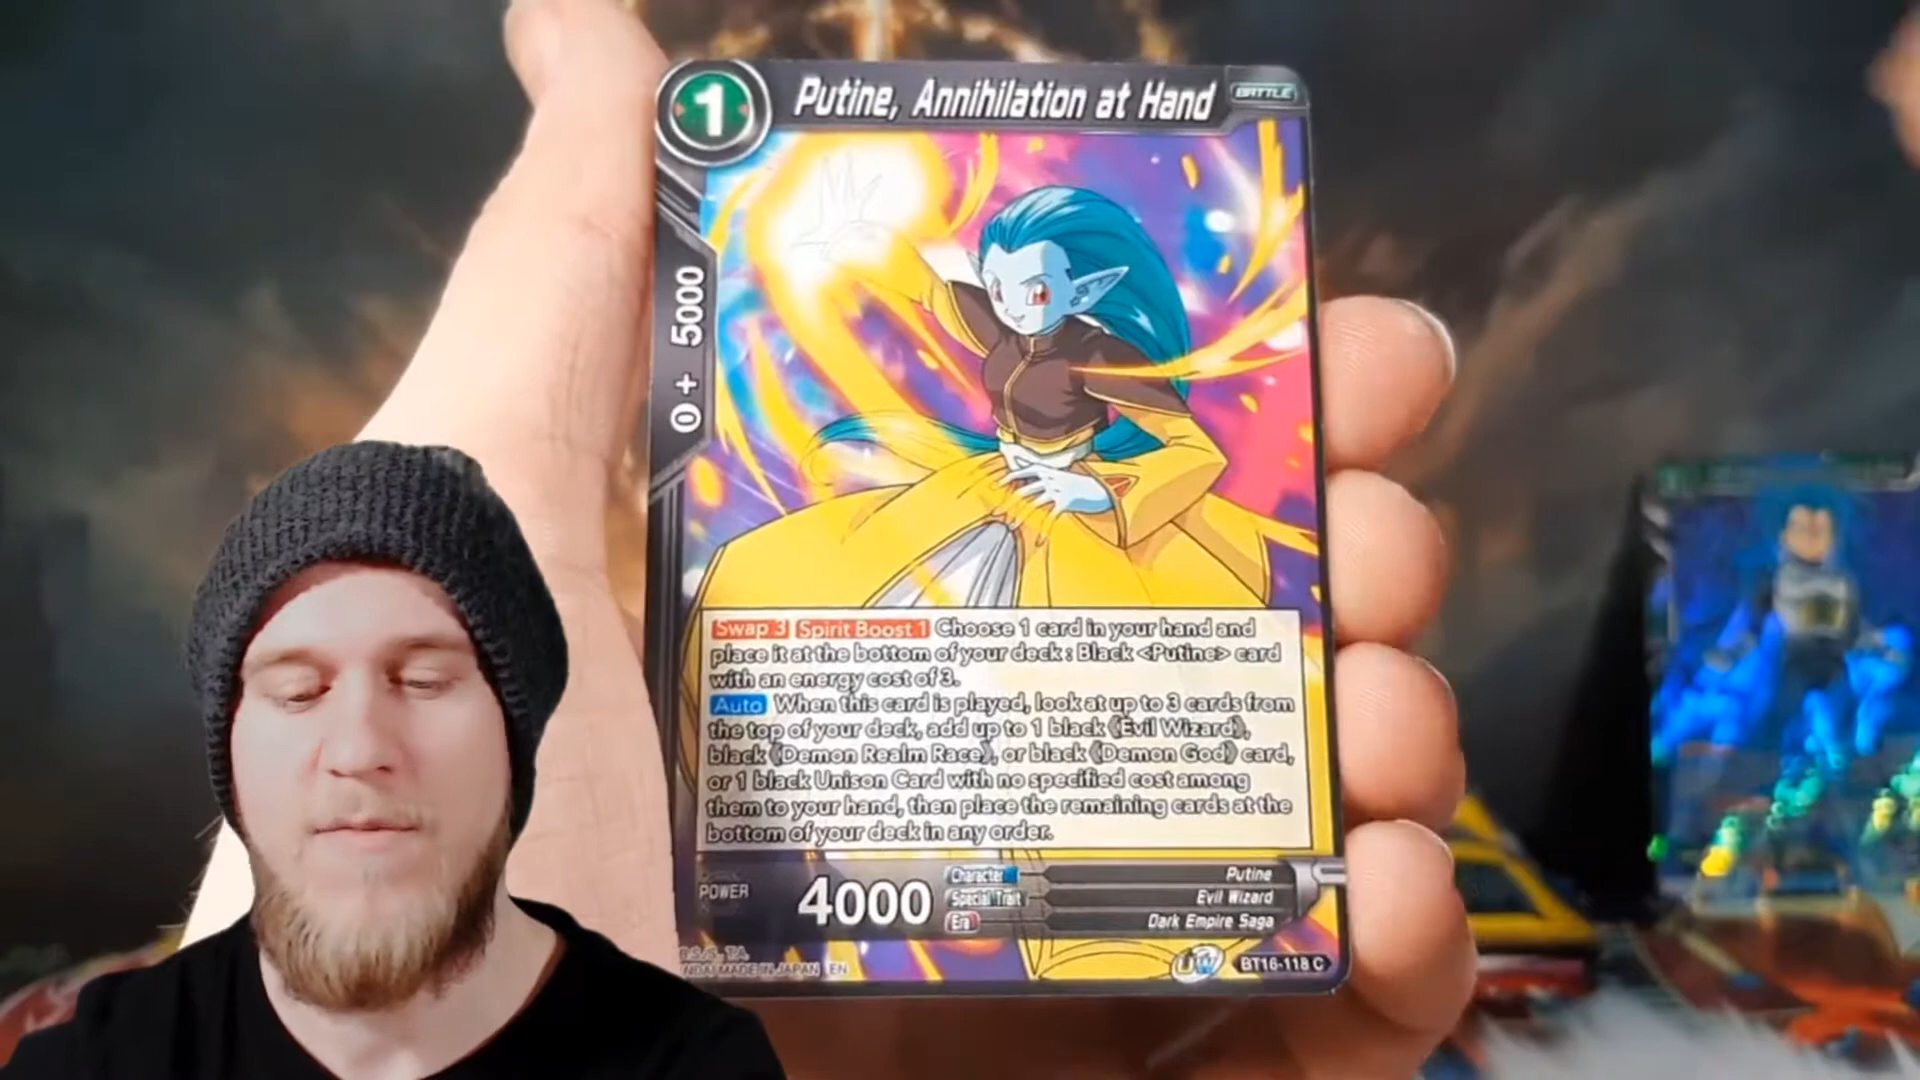 1
Putine, Annihilation at Hand
BATTLE
0+ 5000
Swap 3 Spirit Boost 1 Choose 1 card in your hand and
place it at the bottom of your deck : Black <Putine> card
with an energy cost of 3.
Auto When this card is played, look at up to 3 cards from
the top of your deck, add up to 1 black 《Evil Wizard》,
black 《Demon Realm Race》, or black 《Demon God》 card,
or 1 black Unison Card with no specified cost among
them to your hand, then place the remaining cards at the
bottom of your deck in any order.
POWER 4000
Character Putine
Special Trait Evil Wizard
Era Dark Empire Saga
MADE IN JAPAN EN
UW BT16-118 C